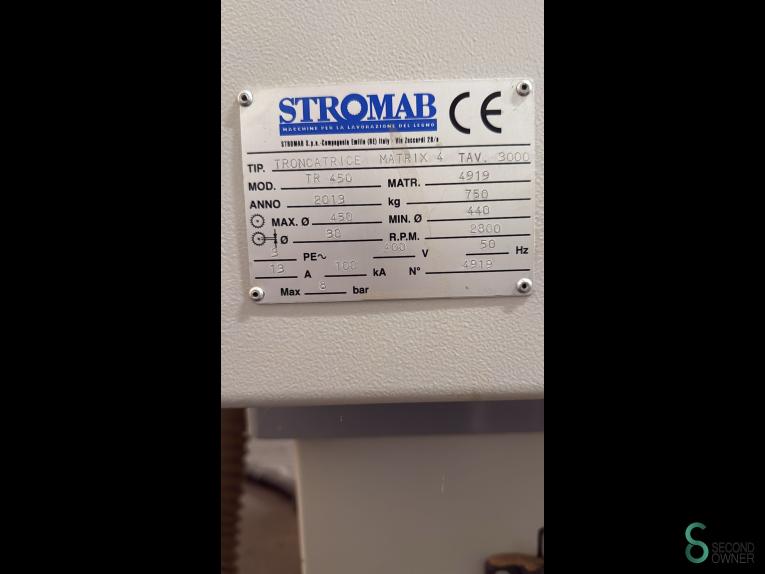 STROMAB CE
MACCHINE PER LA LAVORAZIONE DEL LEGNO
STROMAB S.p.a.-Campagnola Emilia (RE) Italy - Via Zuccardi 28/a
TIP. TRONCATRICE MATRIX 4 TAV. 3000
MOD. TR 450 MATR. 4919
ANNO 2013 kg 750
MAX. Ø 450 MIN. Ø 440
Ø 30 R.P.M. 2800
3 PE~ 400 V 50 Hz
13 A 100 kA N° 4919
Max 8 bar
SECOND
OWNER